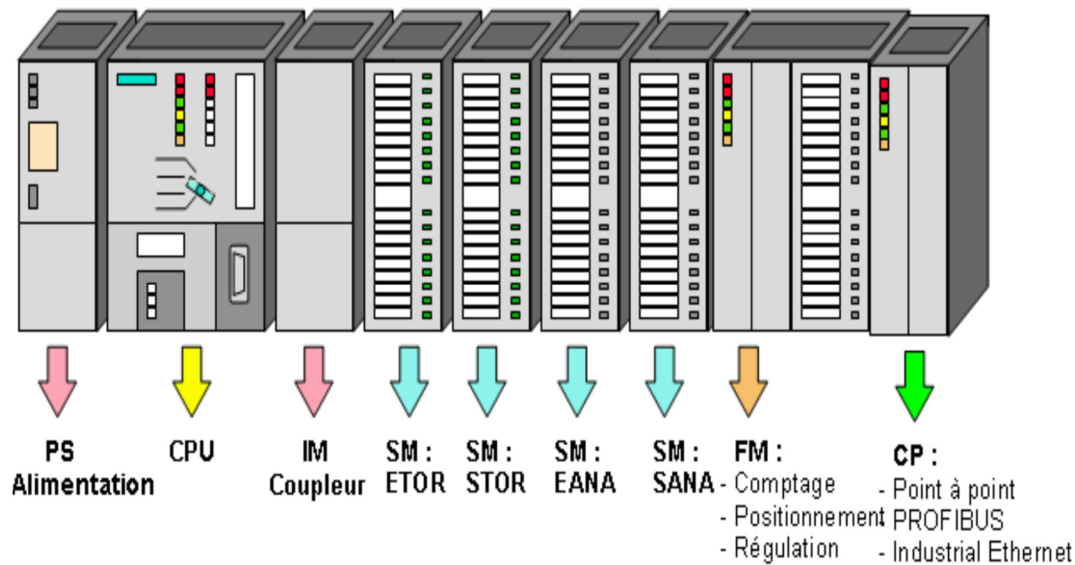 PS
Alimentation
CPU
IM
Coupleur
SM :
ETOR
SM :
STOR
SM :
EANA
SM :
SANA
FM :
- Comptage
- Positionnement
- Régulation
CP :
- Point à point
- PROFIBUS
- Industrial Ethernet